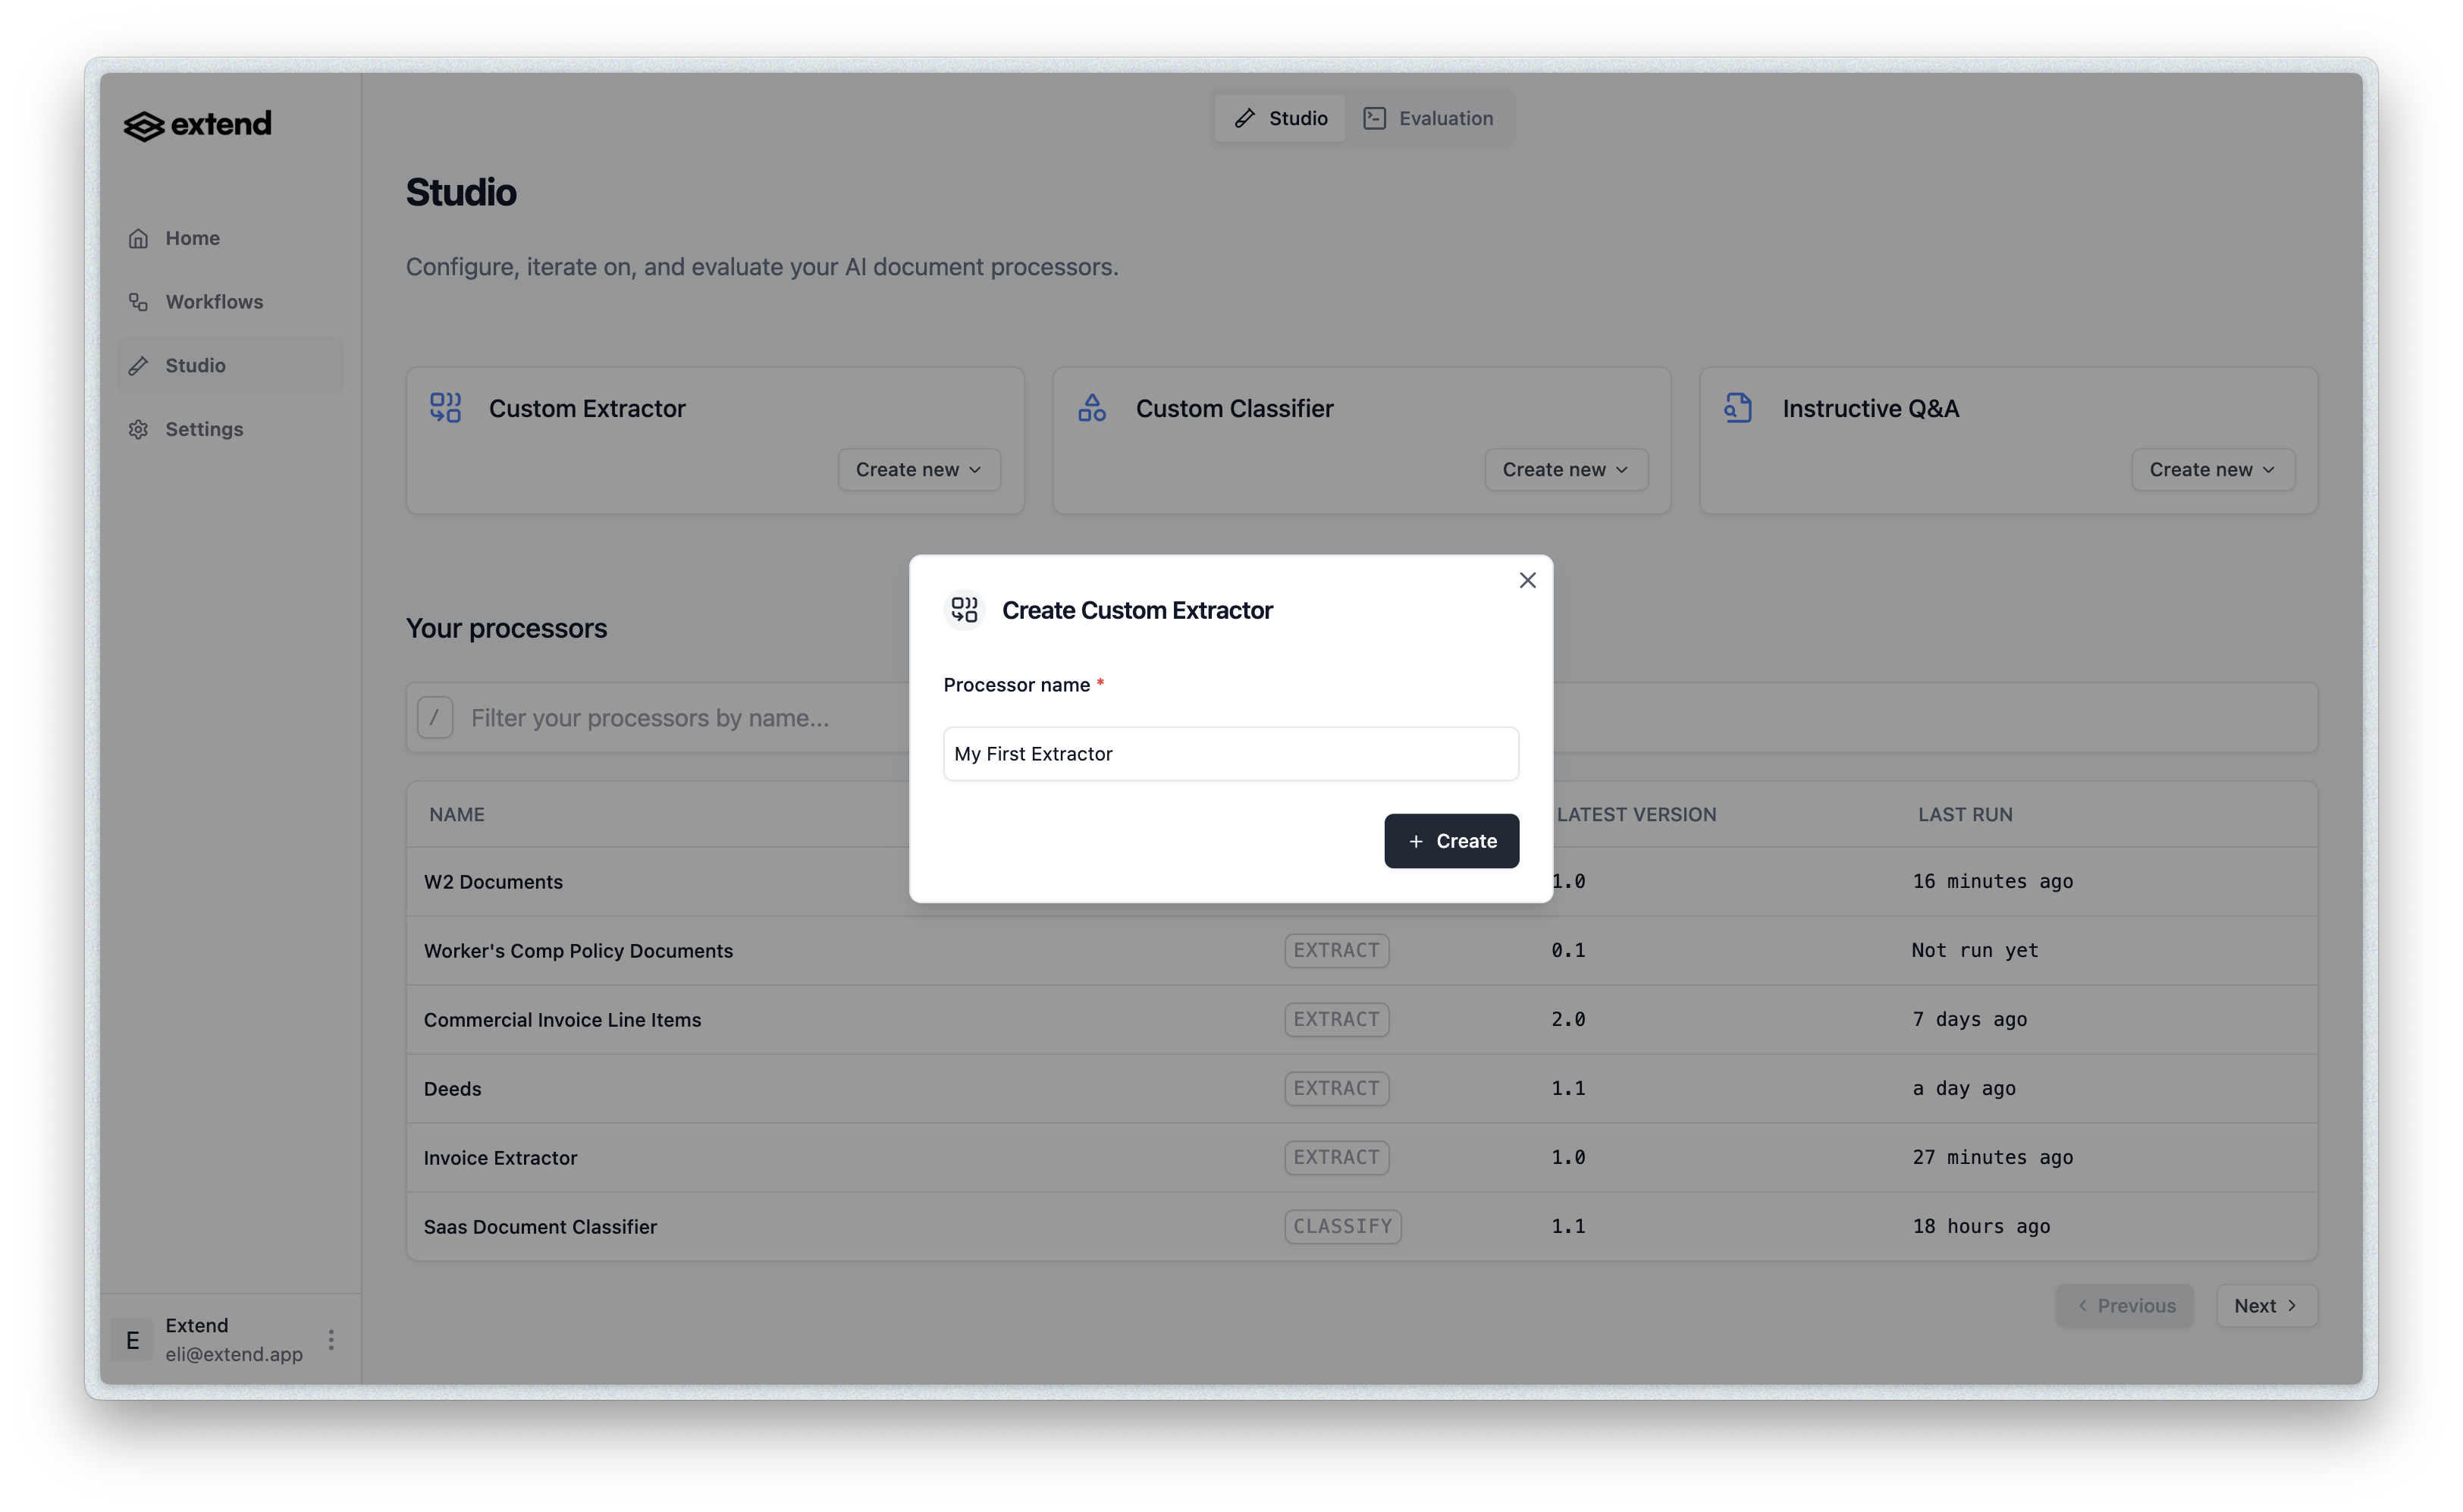 extend
Studio
Evaluation
Home
Workflows
Studio
Settings
Studio
Configure, iterate on, and evaluate your AI document processors.
Custom Extractor
Create new
Custom Classifier
Create new
Instructive Q&A
Create new
Your processors
/ Filter your processors by name...
Create Custom Extractor
Processor name *
My First Extractor
+ Create
NAME LATEST VERSION LAST RUN
W2 Documents 1.0 16 minutes ago
Worker's Comp Policy Documents EXTRACT 0.1 Not run yet
Commercial Invoice Line Items EXTRACT 2.0 7 days ago
Deeds EXTRACT 1.1 a day ago
Invoice Extractor EXTRACT 1.0 27 minutes ago
Saas Document Classifier CLASSIFY 1.1 18 hours ago
Previous
Next
E
Extend
eli@extend.app